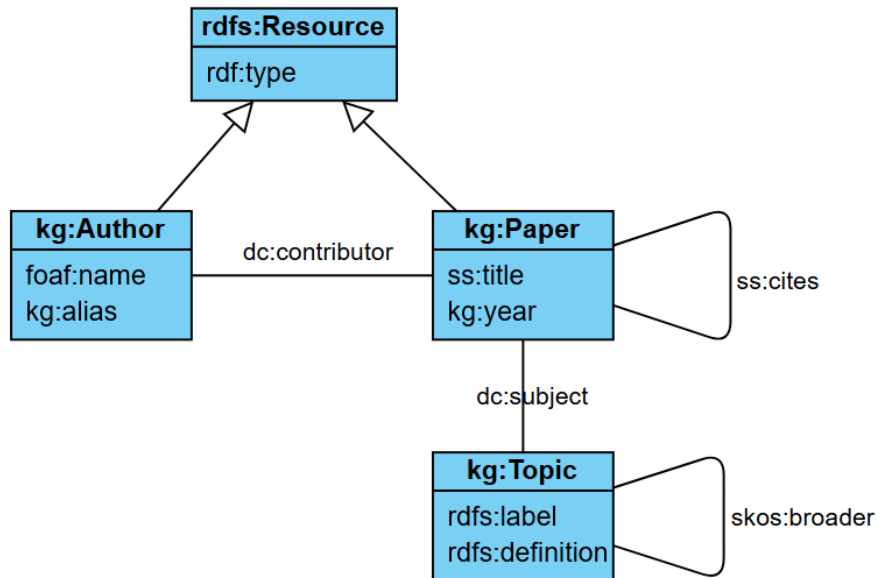 rdfs:Resource
rdf:type
kg:Author
foaf:name
kg:alias
dc:contributor
kg:Paper
ss:title
kg:year
ss:cites
dc:subject
kg:Topic
rdfs:label
rdfs:definition
skos:broader